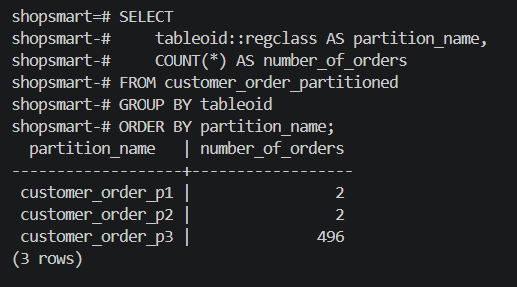 shopsmart=# SELECT
shopsmart-#     tableoid::regclass AS partition_name,
shopsmart-#     COUNT(*) AS number_of_orders
shopsmart-# FROM customer_order_partitioned
shopsmart-# GROUP BY tableoid
shopsmart-# ORDER BY partition_name;
  partition_name   | number_of_orders
-------------------+------------------
 customer_order_p1 |                2
 customer_order_p2 |                2
 customer_order_p3 |              496
(3 rows)